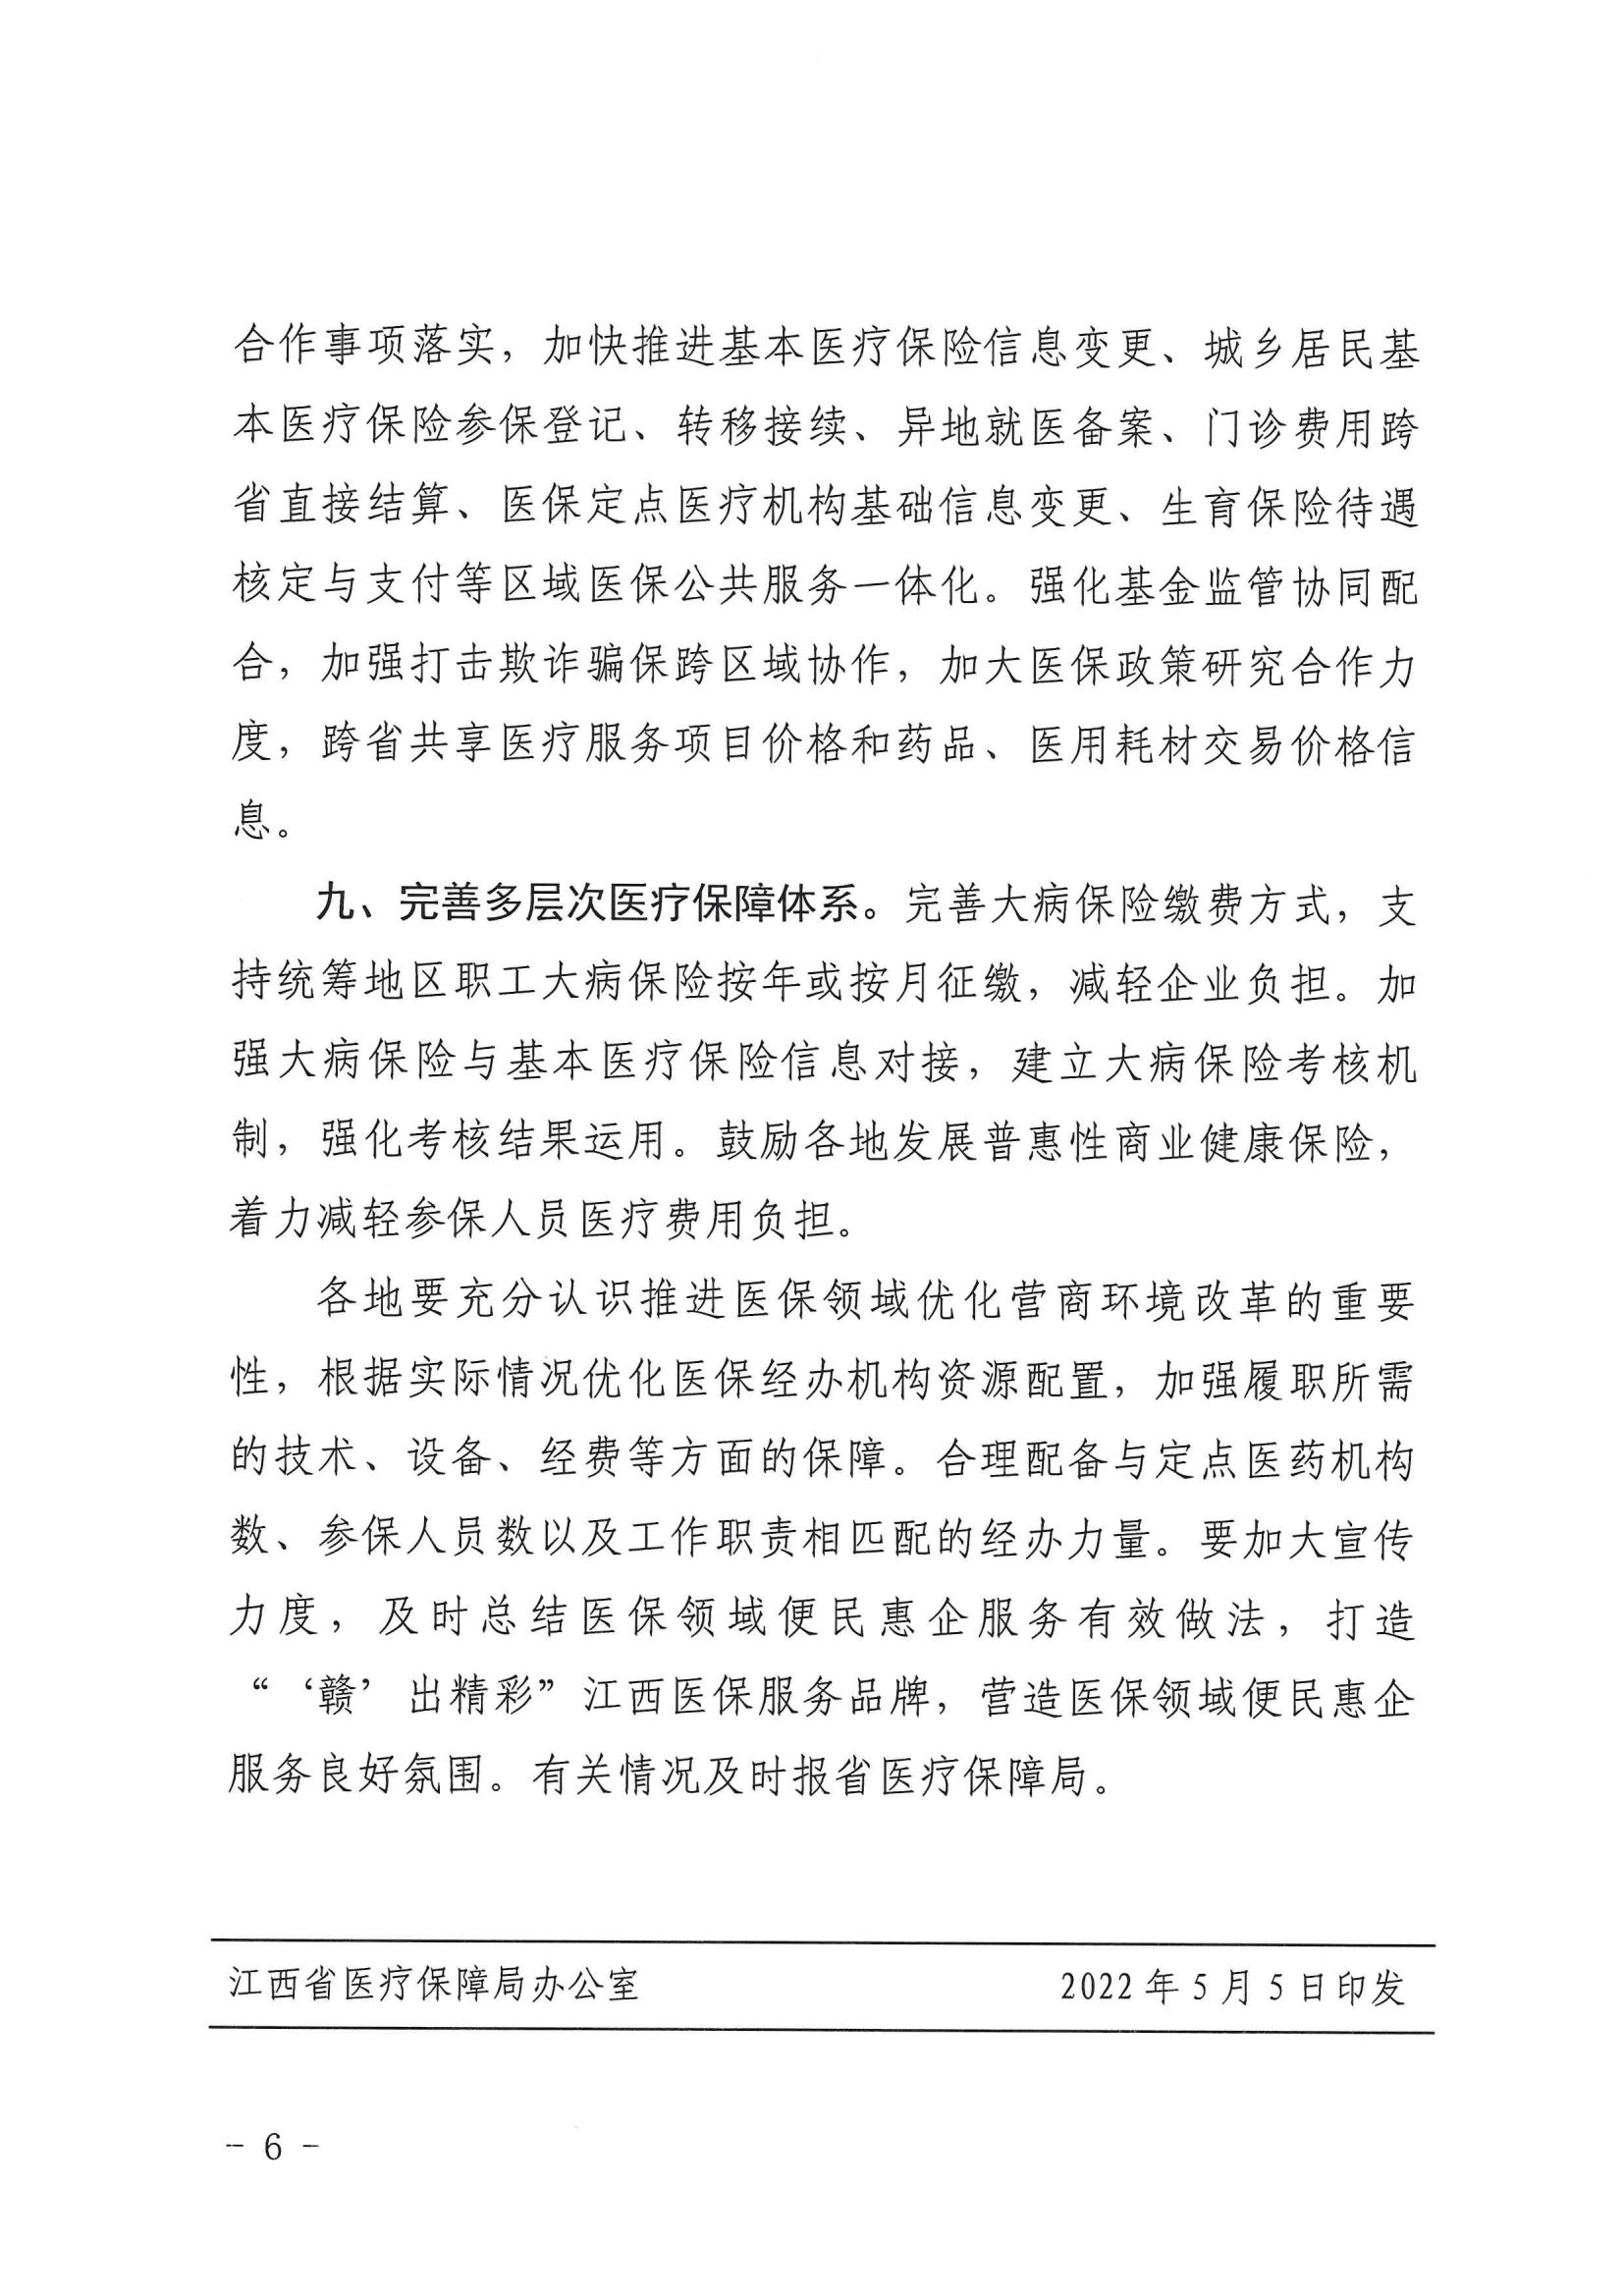 合作事项落实，加快推进基本医疗保险信息变更、城乡居民基
本医疗保险参保登记、转移接续、异地就医备案、门诊费用跨
省直接结算、医保定点医疗机构基础信息变更、生育保险待遇
核定与支付等区域医保公共服务一体化。强化基金监管协同配
合，加强打击欺诈骗保跨区域协作，加大医保政策研究合作力
度，跨省共享医疗服务项目价格和药品、医用耗材交易价格信
息。
九、完善多层次医疗保障体系。完善大病保险缴费方式，支
持统筹地区职工大病保险按年或按月征缴，减轻企业负担。加
强大病保险与基本医疗保险信息对接，建立大病保险考核机
制，强化考核结果运用。鼓励各地发展普惠性商业健康保险，
着力减轻参保人员医疗费用负担。
各地要充分认识推进医保领域优化营商环境改革的重要
性，根据实际情况优化医保经办机构资源配置，加强履职所需
的技术、设备、经费等方面的保障。合理配备与定点医药机构
数、参保人员数以及工作职责相匹配的经办力量。要加大宣传
力度，及时总结医保领域便民惠企服务有效做法，打造
“‘赣’出精彩”江西医保服务品牌，营造医保领域便民惠企
服务良好氛围。有关情况及时报省医疗保障局。
江西省医疗保障局办公室 2022年5月5日印发
- 6 -